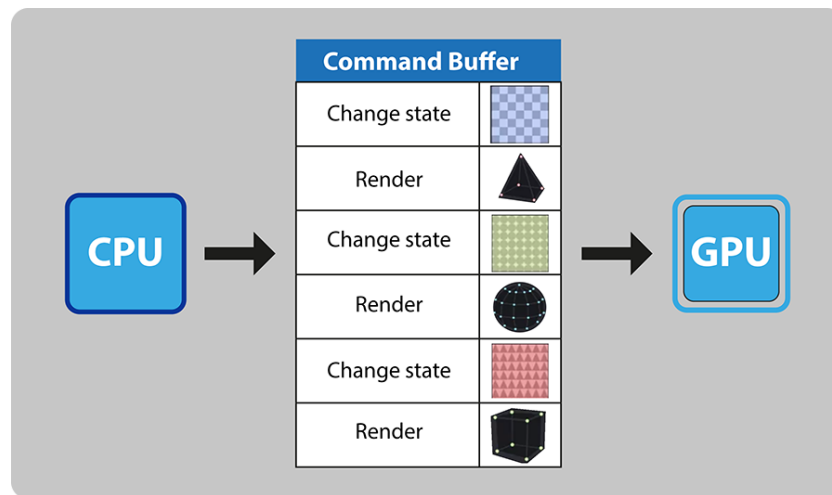 Command Buffer
Change state
Render
CPU
Change state
GPU
Render
Change state
Render